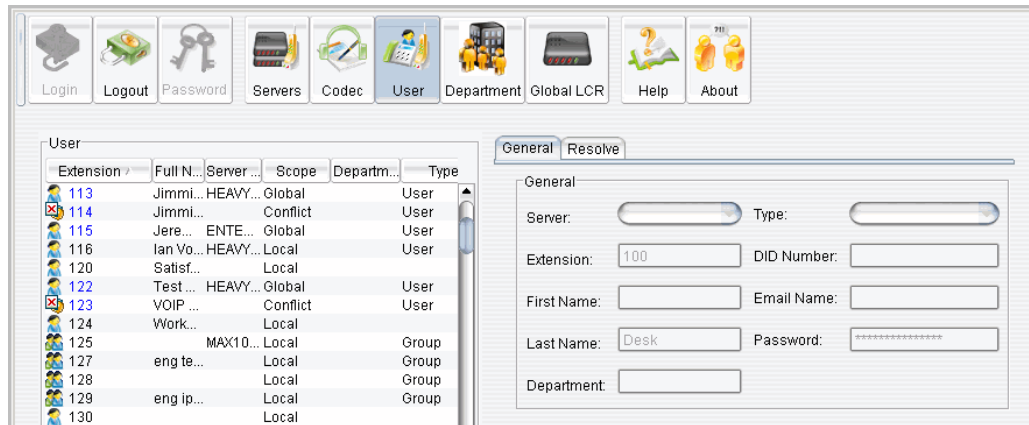 ?!!
Login Logout Password Servers Codec User Department Global LCR Help About
User
Extension Full N... Server ... Scope Departm... Type
113 Jimmi... HEAVY... Global User
114 Jimmi... Conflict User
115 Jere... ENTE... Global User
116 Ian Vo... HEAVY... Local User
120 Satisf... Local
122 Test ... HEAVY... Global User
123 VOIP ... Conflict User
124 Work... Local
125 MAX10... Local Group
127 eng te... Local Group
128 Local Group
129 eng ip... Local Group
130 Local
General Resolve
General
Server: Type:
Extension: 100 DID Number:
First Name: Email Name:
Last Name: Desk Password: ***************
Department: